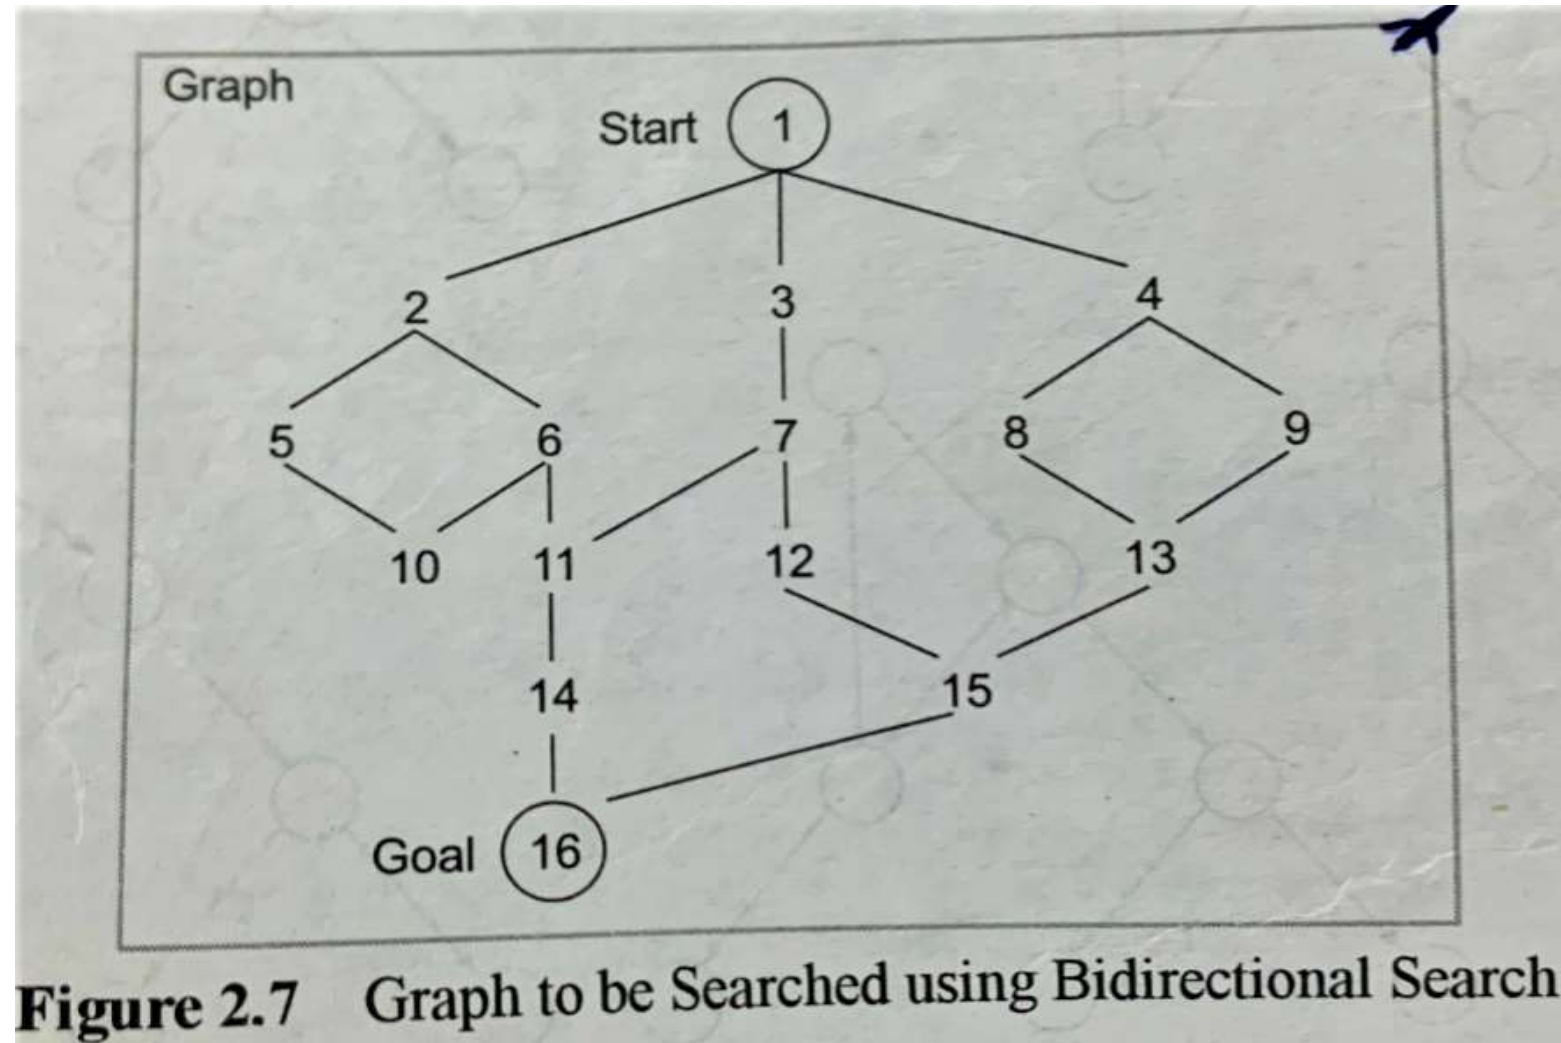 Graph
Start 1
2 3 4
5 6 7 8 9
10 11 12 13
14 15
Goal 16
Figure 2.7 Graph to be Searched using Bidirectional Search